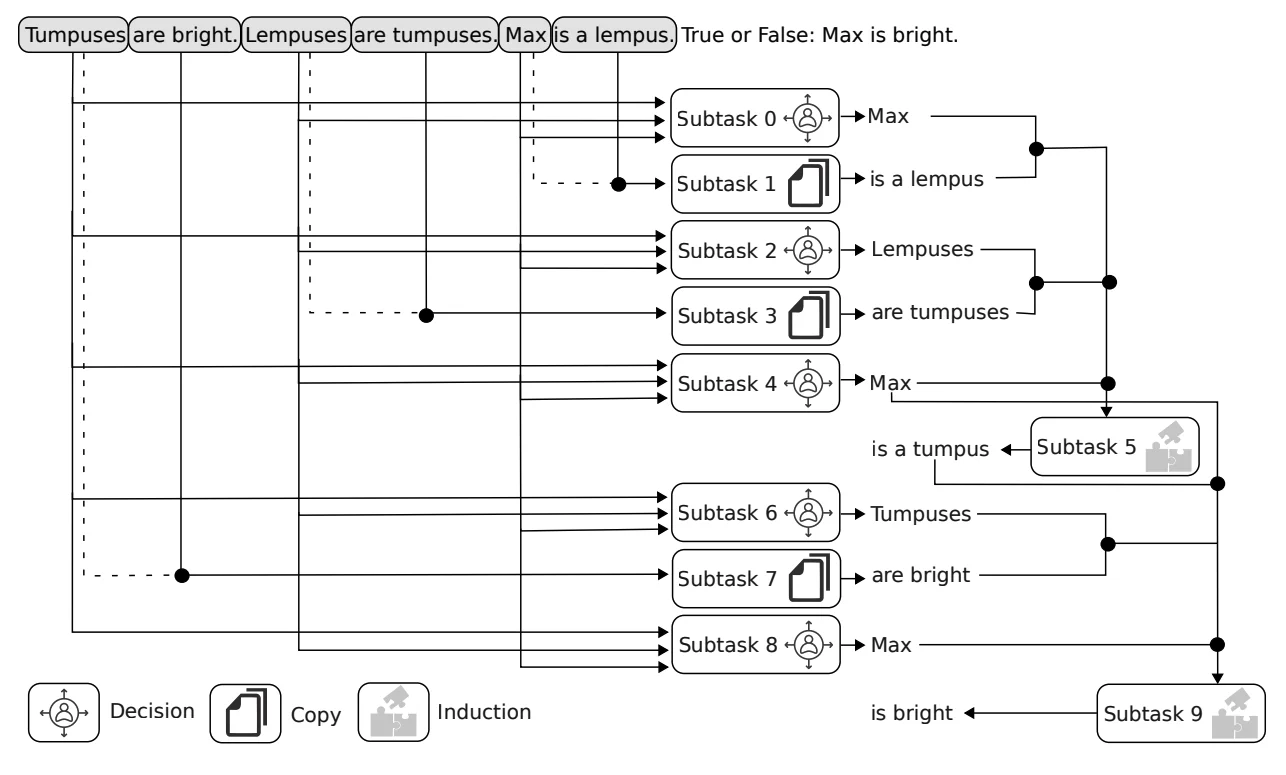 Tumpuses are bright. Lempuses are tumpuses. Max is a lempus. True or False: Max is bright.
Subtask 0 Max
Subtask 1 is a lempus
Subtask 2 Lempuses
Subtask 3 are tumpuses
Subtask 4 Max
is a tumpus Subtask 5
Subtask 6 Tumpuses
Subtask 7 are bright
Subtask 8 Max
Decision Copy Induction is bright Subtask 9